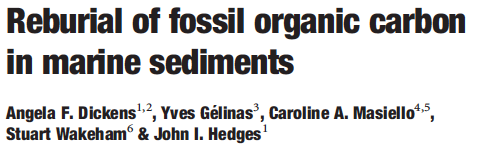 Reburial of fossil organic carbon
in marine sediments
Angela F. Dickens1,2, Yves Gélinas3, Caroline A. Masiello4,5,
Stuart Wakeham6 & John I. Hedges1